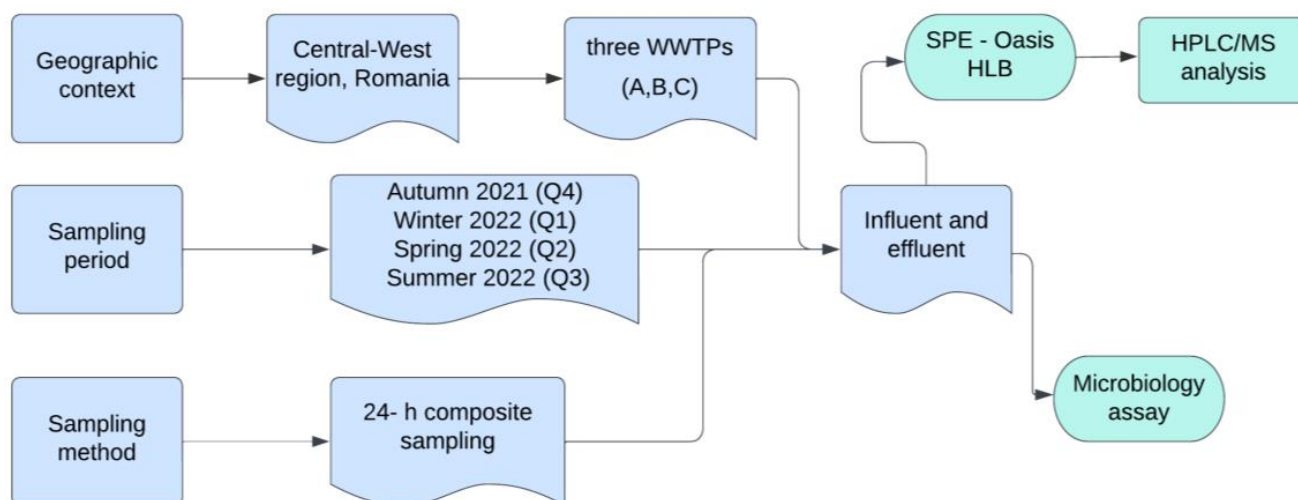 Geographic
context
Central-West
region, Romania
three WWTPs
(A,B,C)
SPE - Oasis
HLB
HPLC/MS
analysis
Sampling
period
Autumn 2021 (Q4)
Winter 2022 (Q1)
Spring 2022 (Q2)
Summer 2022 (Q3)
Influent and
effluent
Sampling
method
24- h composite
sampling
Microbiology
assay